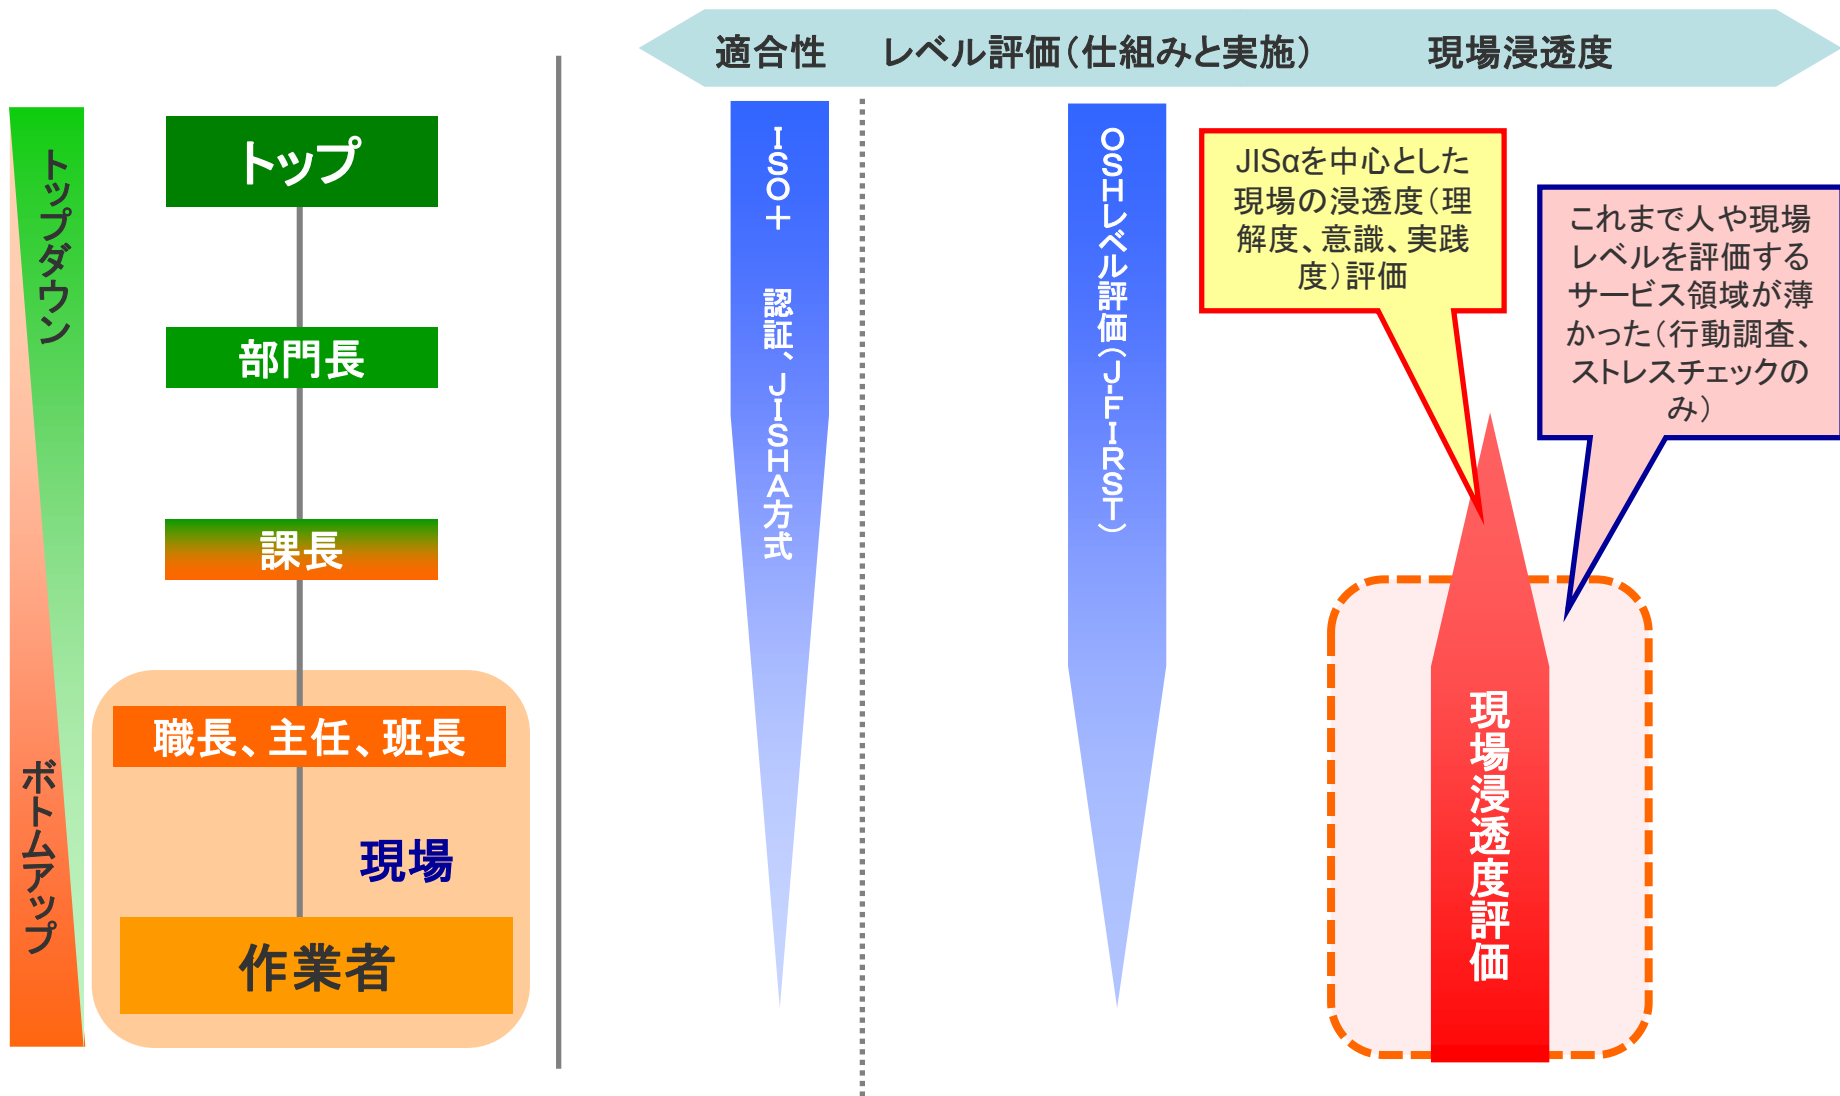 適合性　レベル評価（仕組みと実施）　現場浸透度
トップダウン
ボトムアップ
トップ
部門長
課長
職長、主任、班長
現場
作業者
ISO＋　認証、JISHA方式
OSHレベル評価（J-FIRST）
JISαを中心とした
現場の浸透度（理
解度、意識、実践
度）評価
これまで人や現場
レベルを評価する
サービス領域が薄
かった（行動調査、
ストレスチェックの
み）
現場浸透度評価